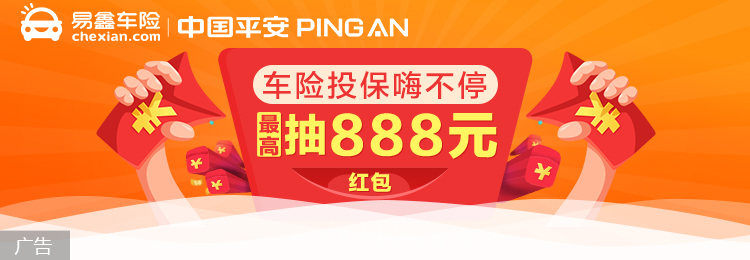 易鑫车险
chexian.com
中国平安 PING AN
车险投保嗨不停
最高抽888元
红包
广告